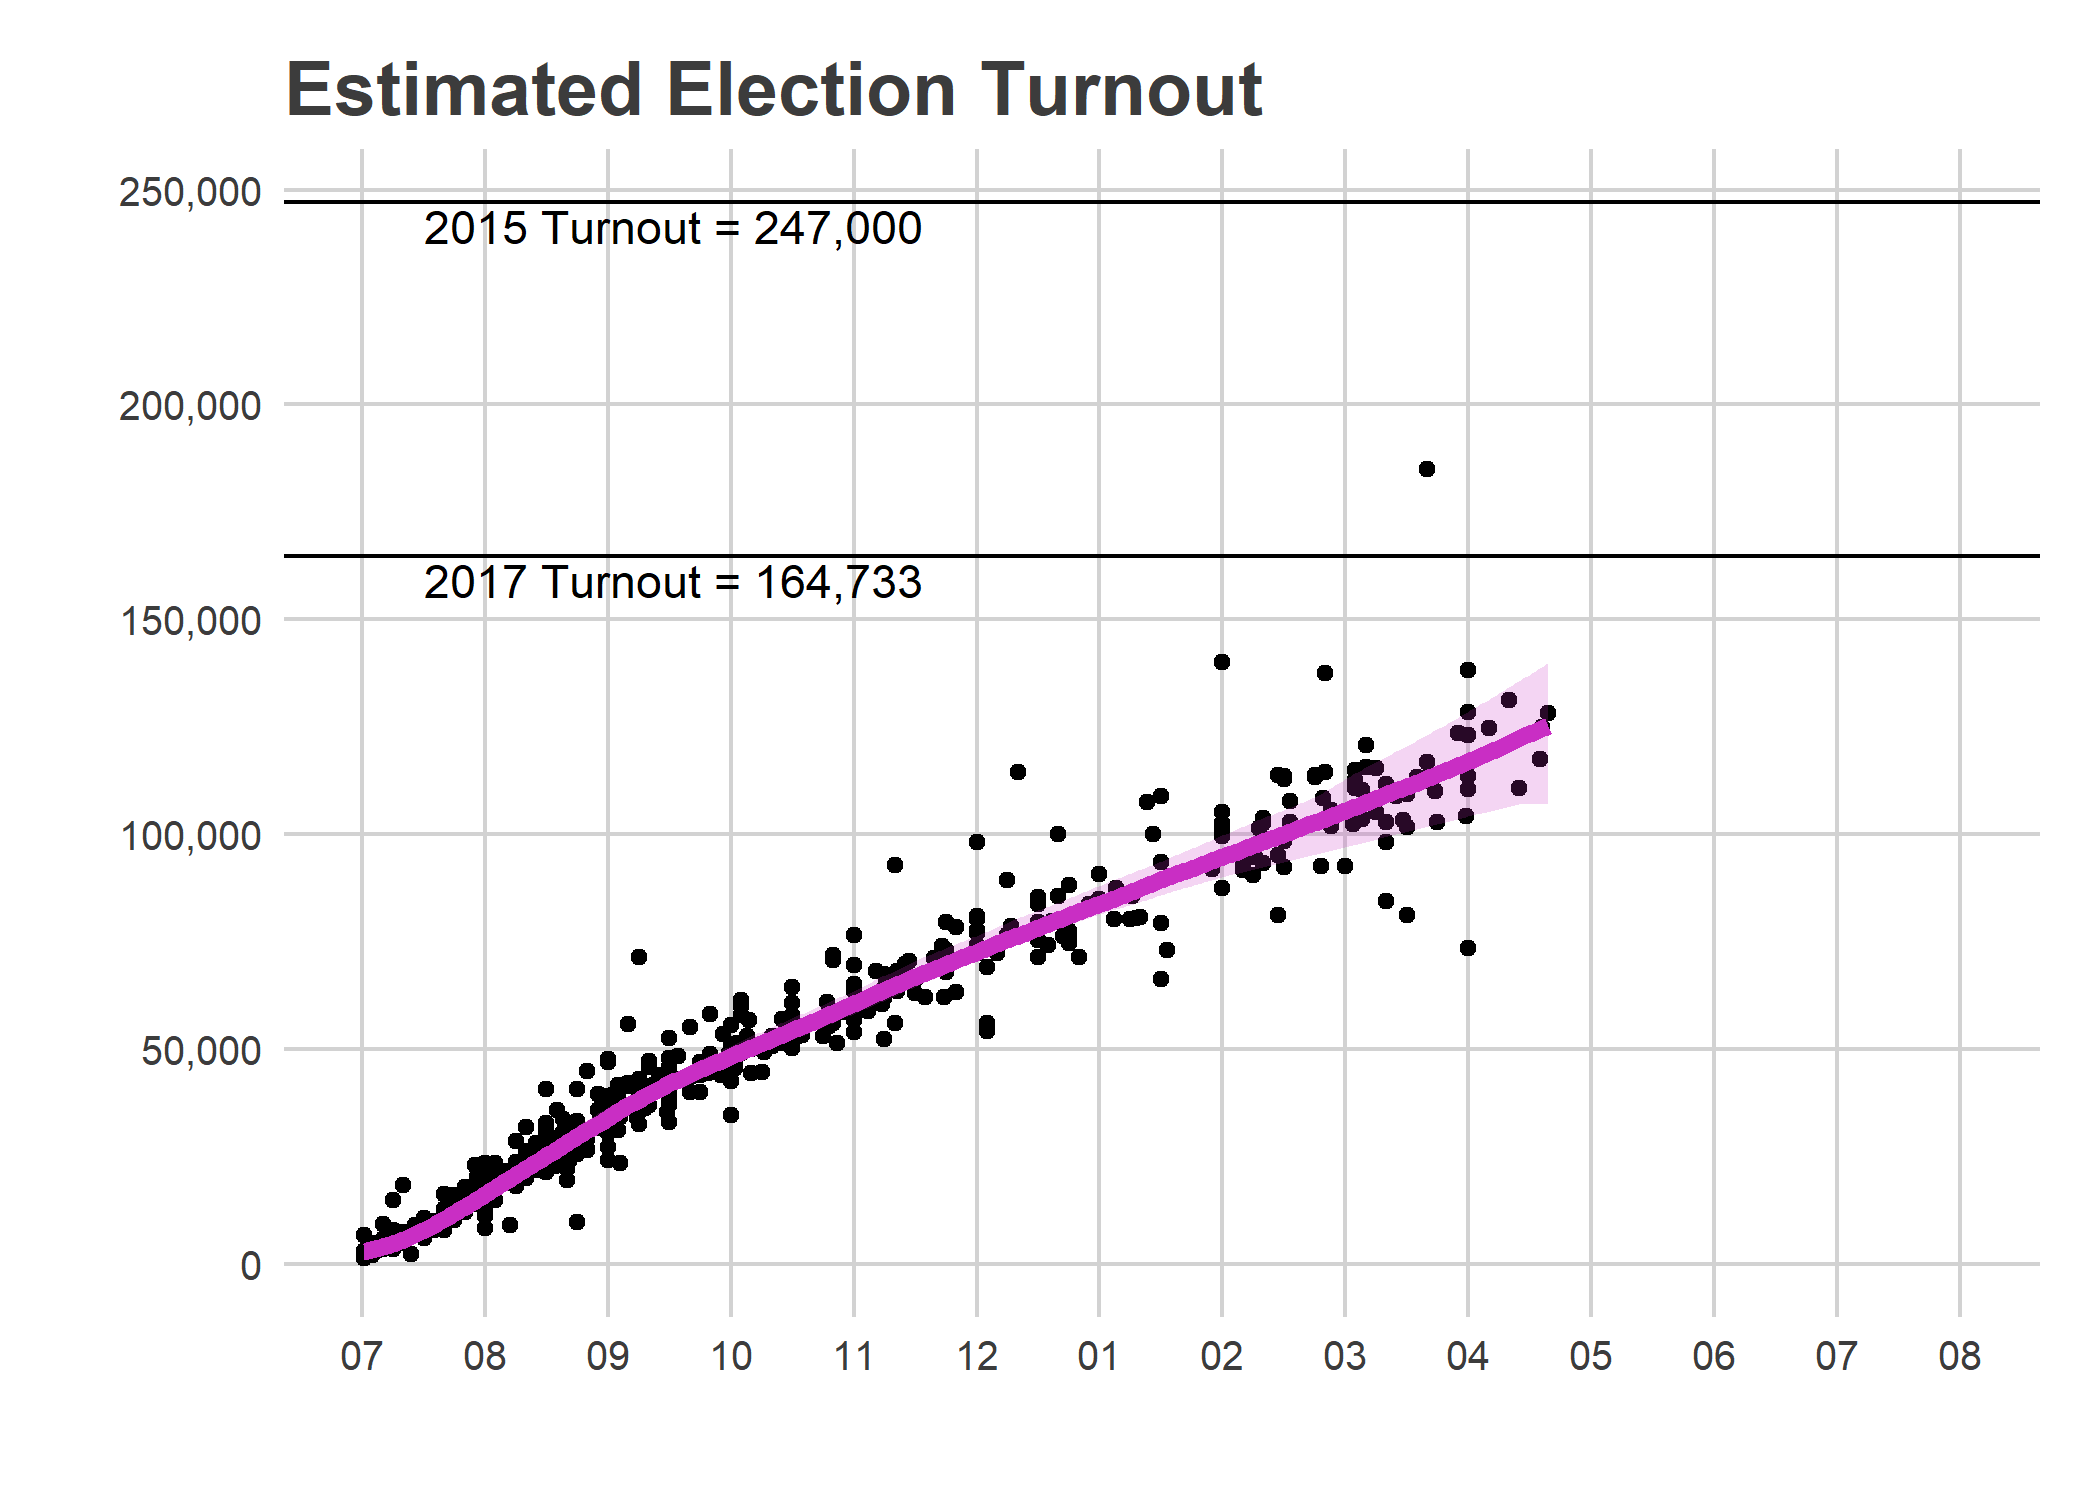 Estimated Election Turnout
250,000
2015 Turnout = 247,000
200,000
2017 Turnout = 164,733
150,000
100,000
50,000
0
07 08 09 10 11 12 01 02 03 04 05 06 07 08